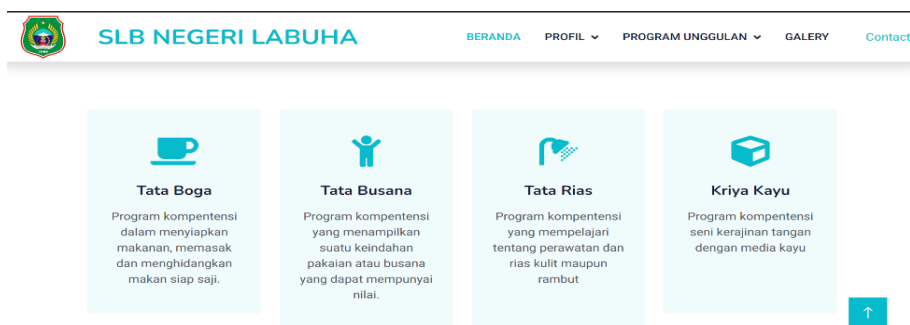 SLB NEGERI LABUHA
BERANDA PROFIL PROGRAM UNGGULAN GALERY Contact
Tata Boga
Program kompentensi
dalam menyiapkan
makanan, memasak
dan menghidangkan
makan siap saji.
Tata Busana
Program kompentensi
yang menampilkan
suatu keindahan
pakaian atau busana
yang dapat mempunyai
nilai.
Tata Rias
Program kompentensi
yang mempelajari
tentang perawatan dan
rias kulit maupun
rambut
Kriya Kayu
Program kompentensi
seni kerajinan tangan
dengan media kayu